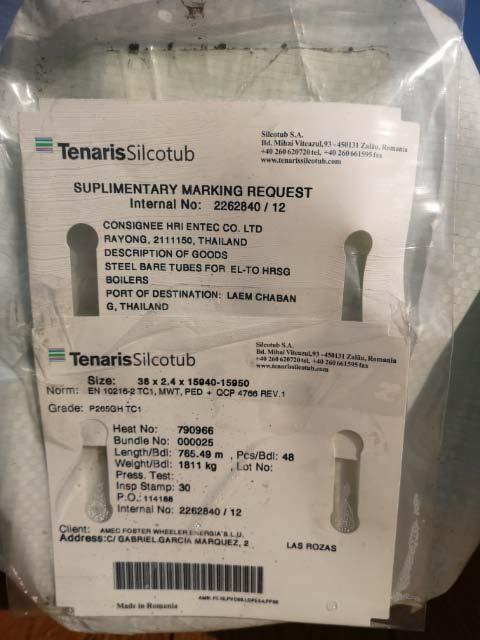 Silcotub S.A.
Bd. Mihai Viteazul,93 - 450131 Zalău, Romania
+40 260 620720 tel, +40 260 661595 fax
www.tenarissilcotub.com
TenarisSilcotub
SUPLIMENTARY MARKING REQUEST
Internal No: 2262840 / 12
CONSIGNEE HRI ENTEC CO. LTD
RAYONG, 2111150, THAILAND
DESCRIPTION OF GOODS
STEEL BARE TUBES FOR EL-TO HRSG
BOILERS
PORT OF DESTINATION: LAEM CHABAN
G, THAILAND
Silcotub S.A.
Bd. Mihai Viteazul,93 - 450131 Zalău, Romania
+40 260 620720 tel, +40 260 661595 fax
www.tenarissilcotub.com
TenarisSilcotub
Size: 38 x 2.4 x 15940-15950
Norm: EN 10216-2 TC1, MWT, PED + QCP 4766 REV.1
Grade: P265GH TC1
Heat No: 790966
Bundle No: 000025
Length/Bdl: 765.49 m , Pcs/Bdl: 48
Weight/Bdl: 1811 kg , Lot No:
Press. Test:
Insp Stamp: 30
P.O.: 114188
Internal No: 2262840 / 12
Client: AMEC FOSTER WHEELER ENERGIA S.L.U.
Address: C/ GABRIEL GARCIA MARQUEZ, 2 LAS ROZAS
Made in Romania